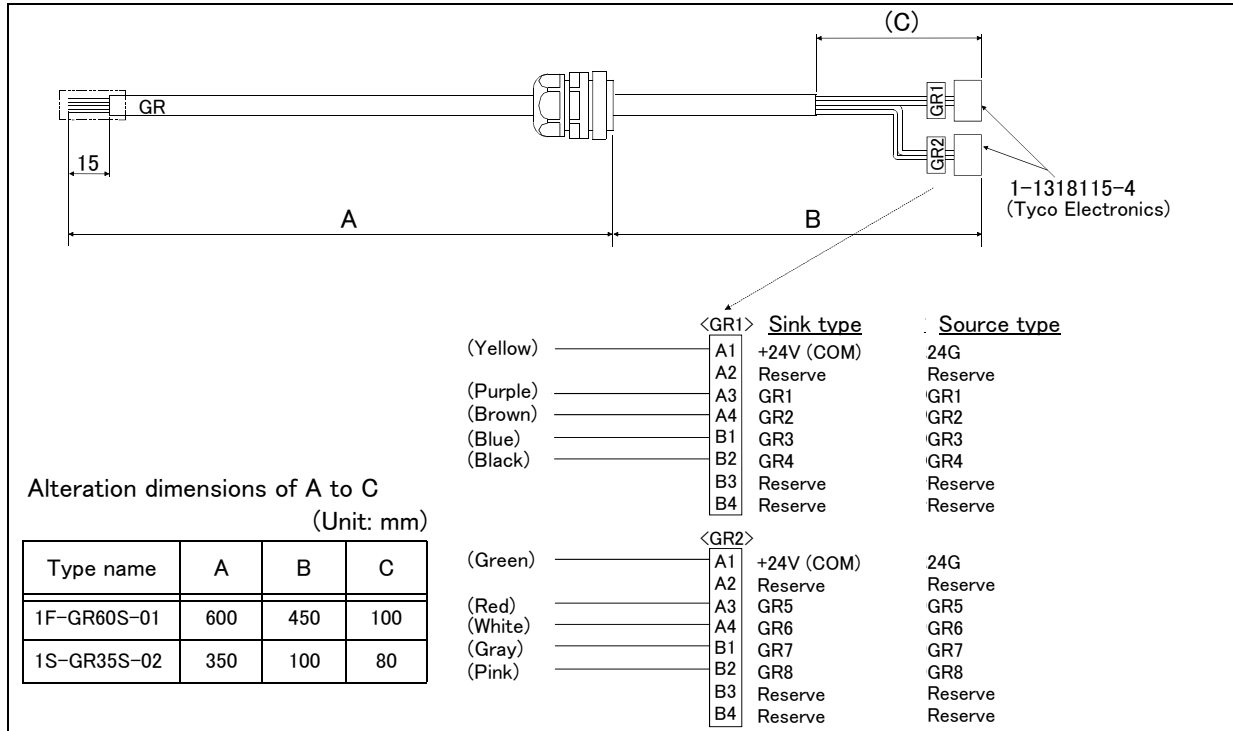 (C)
GR
GR1
GR2
15
A
B
1-1318115-4
(Tyco Electronics)
<GR1> Sink type Source type
(Yellow) A1 +24V (COM) 24G
A2 Reserve Reserve
(Purple) A3 GR1 GR1
(Brown) A4 GR2 GR2
(Blue) B1 GR3 GR3
(Black) B2 GR4 GR4
B3 Reserve Reserve
B4 Reserve Reserve
<GR2>
(Green) A1 +24V (COM) 24G
A2 Reserve Reserve
(Red) A3 GR5 GR5
(White) A4 GR6 GR6
(Gray) B1 GR7 GR7
(Pink) B2 GR8 GR8
B3 Reserve Reserve
B4 Reserve Reserve
Alteration dimensions of A to C
(Unit: mm)
Type name A B C
1F-GR60S-01 600 450 100
1S-GR35S-02 350 100 80